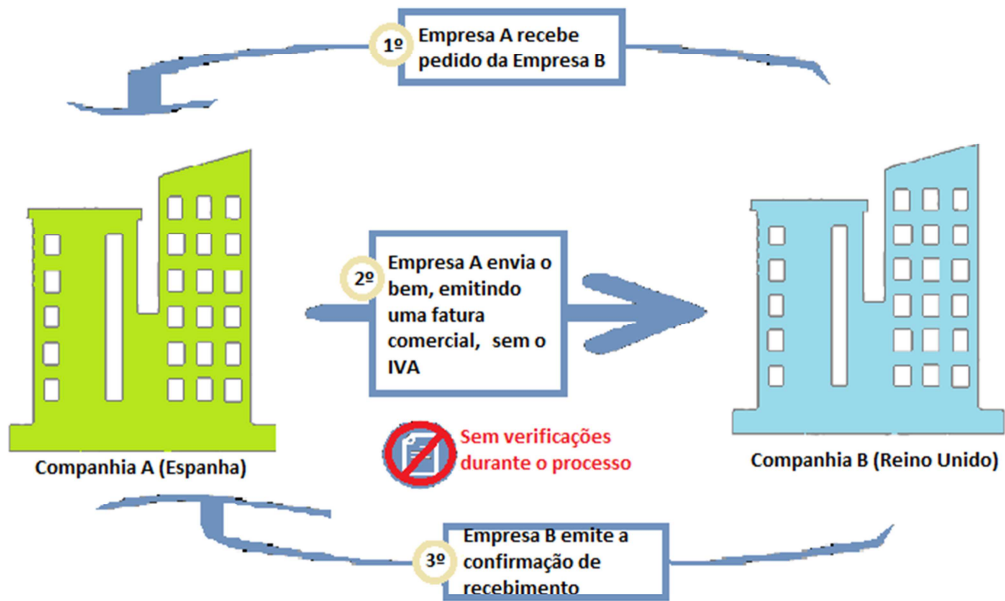 1º
Empresa A recebe
pedido da Empresa B
2º
Empresa A envia o
bem, emitindo
uma fatura
comercial, sem o
IVA
Sem verificações
durante o processo
Companhia A (Espanha)
Companhia B (Reino Unido)
3º
Empresa B emite a
confirmação de
recebimento